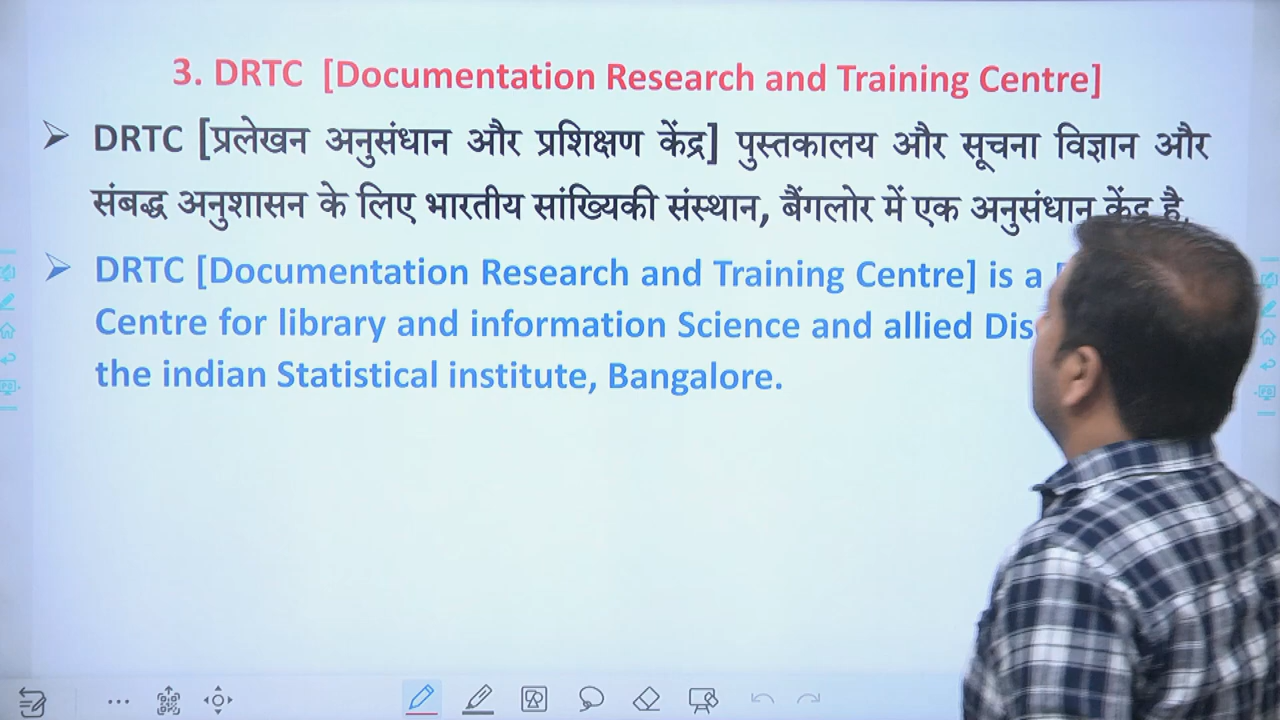 3. DRTC [Documentation Research and Training Centre]
➢ DRTC [प्रलेखन अनुसंधान और प्रशिक्षण केंद्र] पुस्तकालय और सूचना विज्ञान और
संबद्ध अनुशासन के लिए भारतीय सांख्यिकी संस्थान, बैंगलोर में एक अनुसंधान केंद्र है.
➢ DRTC [Documentation Research and Training Centre] is a
Centre for library and information Science and allied
the indian Statistical institute, Bangalore.